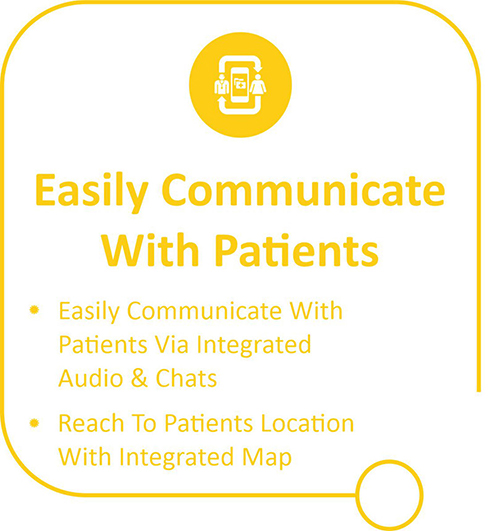 Easily Communicate
With Patients
• Easily Communicate With
Patients Via Integrated
Audio & Chats
• Reach To Patients Location
With Integrated Map